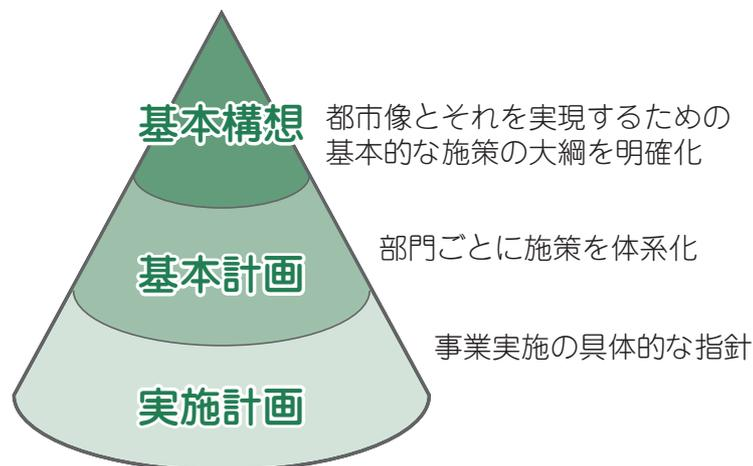 基本構想
都市像とそれを実現するための
基本的な施策の大綱を明確化
基本計画
部門ごとに施策を体系化
実施計画
事業実施の具体的な指針